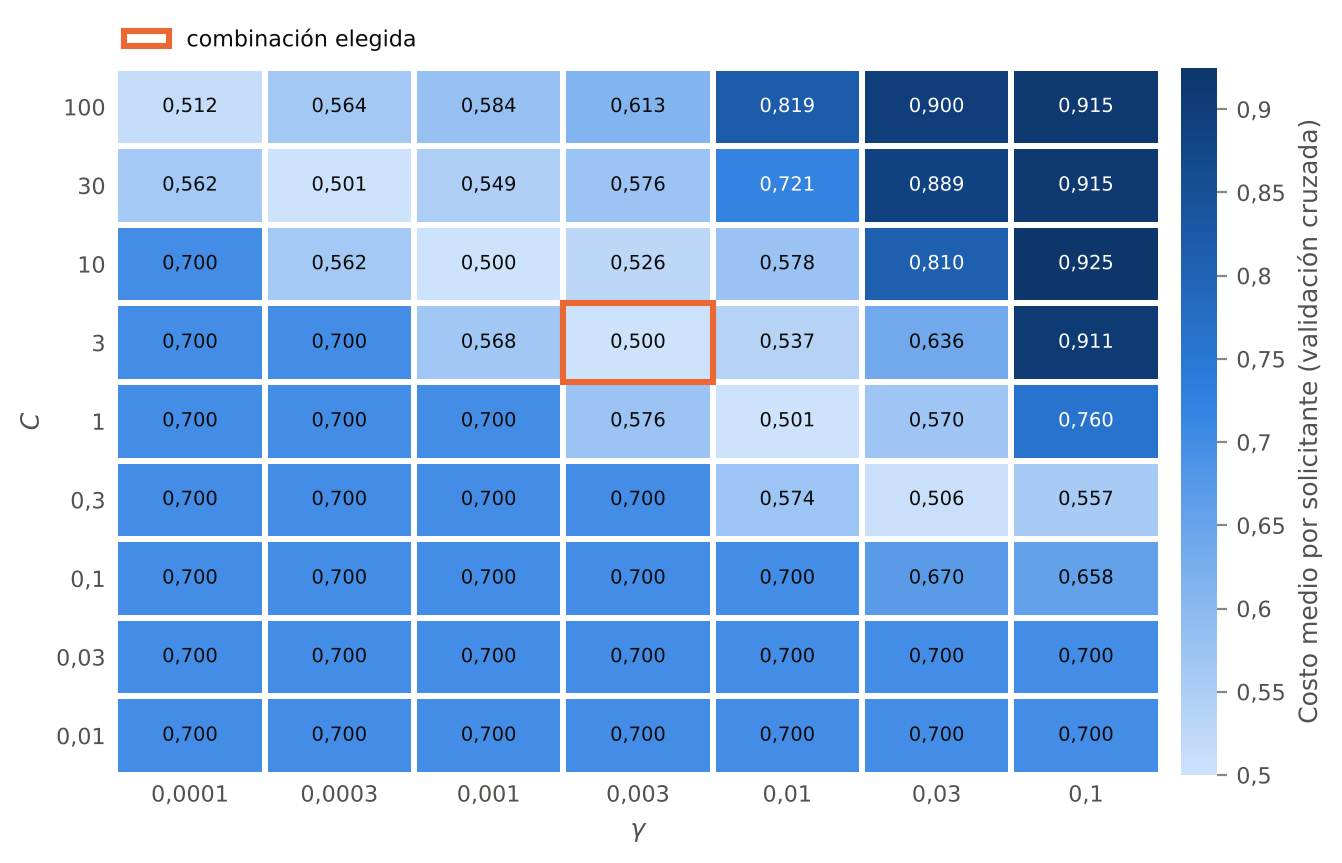 combinación elegida
100 0,512 0,564 0,584 0,613 0,819 0,900 0,915
30 0,562 0,501 0,549 0,576 0,721 0,889 0,915
10 0,700 0,562 0,500 0,526 0,578 0,810 0,925
3 0,700 0,700 0,568 0,500 0,537 0,636 0,911
1 0,700 0,700 0,700 0,576 0,501 0,570 0,760
0,3 0,700 0,700 0,700 0,700 0,574 0,506 0,557
0,1 0,700 0,700 0,700 0,700 0,700 0,670 0,658
0,03 0,700 0,700 0,700 0,700 0,700 0,700 0,700
0,01 0,700 0,700 0,700 0,700 0,700 0,700 0,700
0,0001 0,0003 0,001 0,003 0,01 0,03 0,1
γ
C
0,9
0,85
0,8
0,75
0,7
0,65
0,6
0,55
0,5
Costo medio por solicitante (validación cruzada)